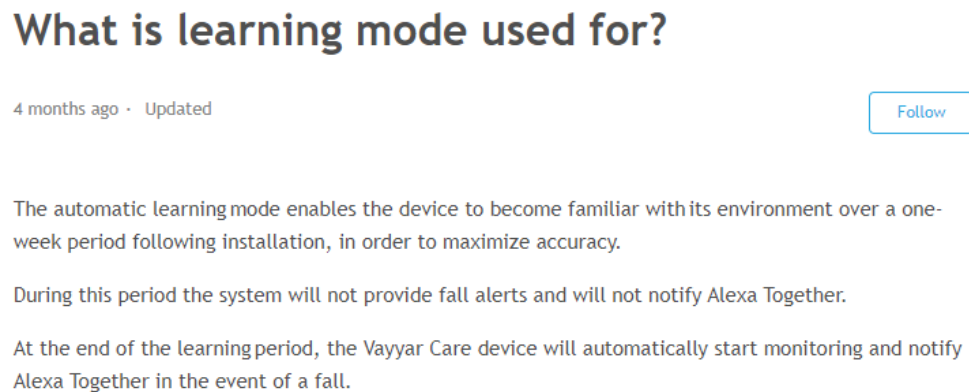 What is learning mode used for?
4 months ago · Updated
Follow
The automatic learning mode enables the device to become familiar with its environment over a one-
week period following installation, in order to maximize accuracy.
During this period the system will not provide fall alerts and will not notify Alexa Together.
At the end of the learning period, the Vayyar Care device will automatically start monitoring and notify
Alexa Together in the event of a fall.